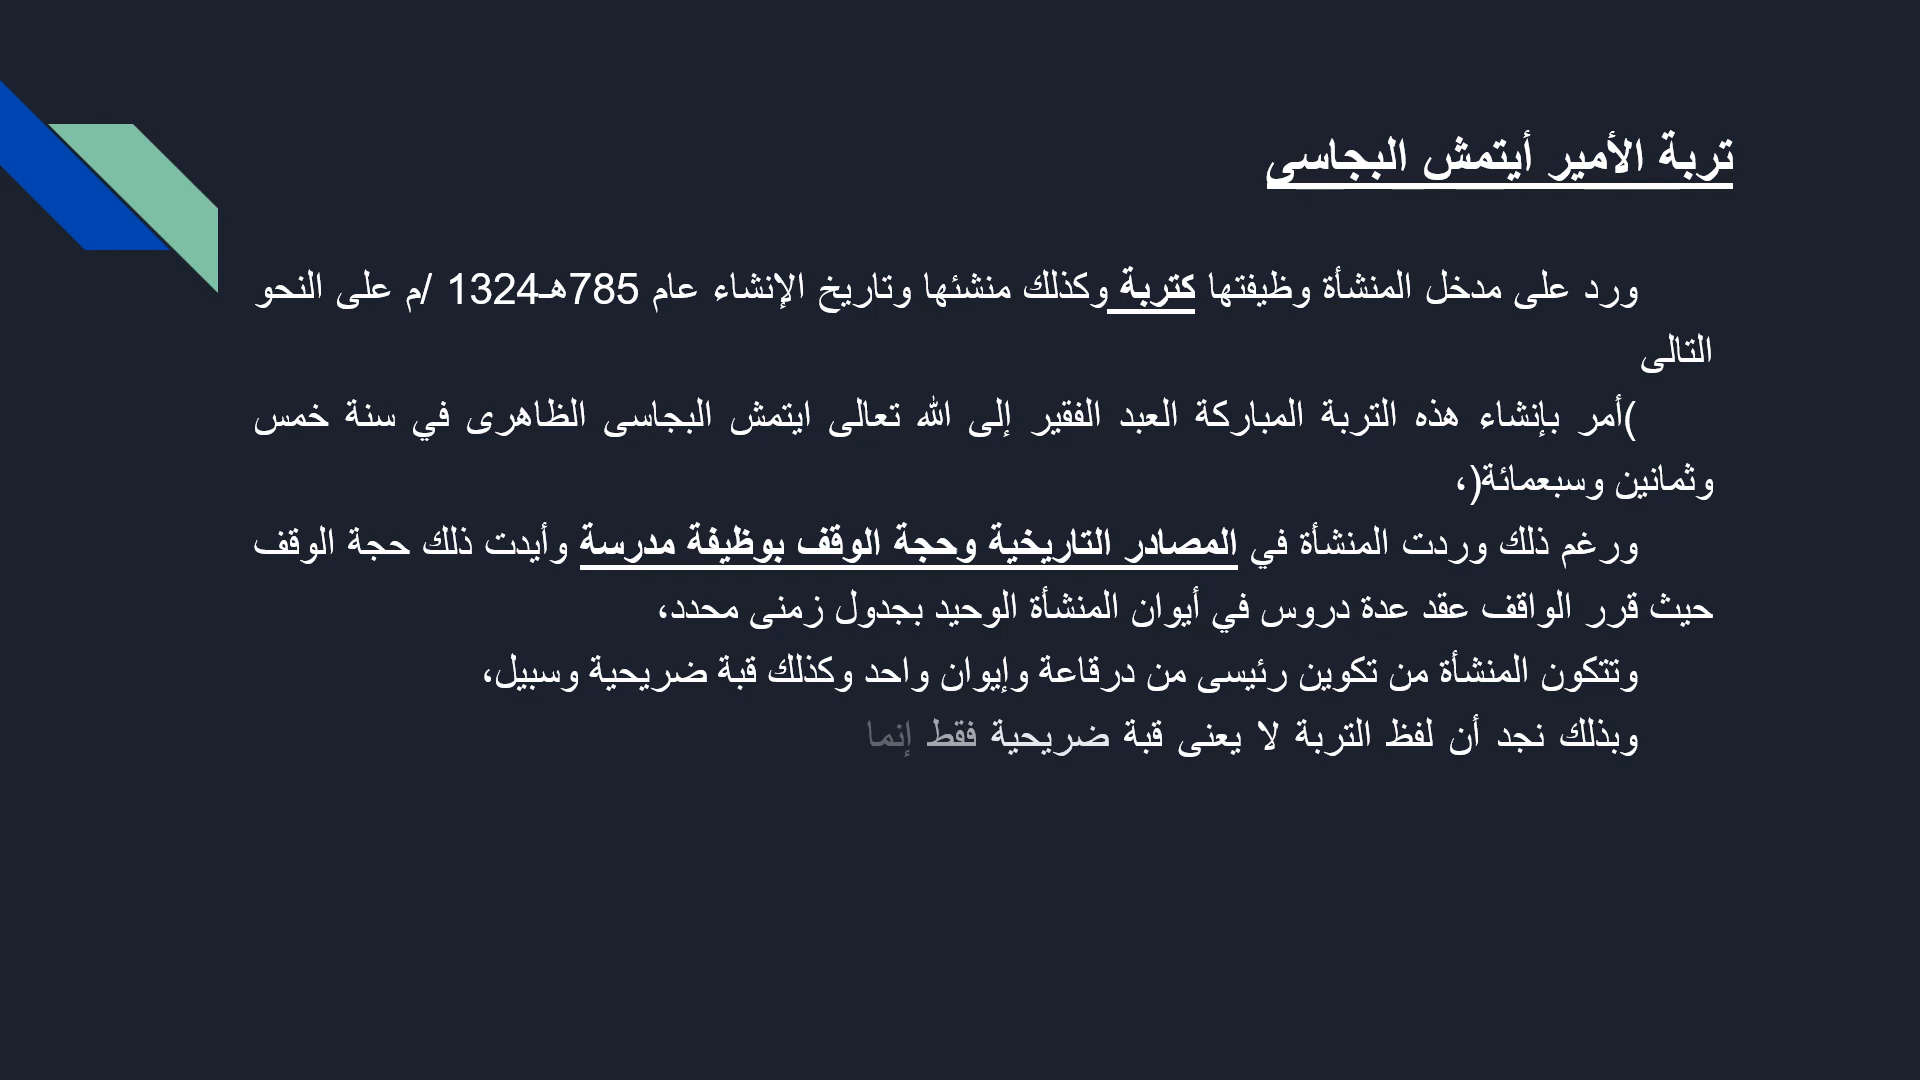 تربة الأمير أيتمش البجاسى
ورد على مدخل المنشأة وظيفتها كتربة وكذلك منشئها وتاريخ الإنشاء عام 785هـ1324 /م على النحو
التالى
)أمر بإنشاء هذه التربة المباركة العبد الفقير إلى الله تعالى ايتمش البجاسى الظاهرى في سنة خمس
وثمانين وسبعمائة(،
ورغم ذلك وردت المنشأة في المصادر التاريخية وحجة الوقف بوظيفة مدرسة وأيدت ذلك حجة الوقف
حيث قرر الواقف عقد عدة دروس في أيوان المنشأة الوحيد بجدول زمنى محدد،
وتتكون المنشأة من تكوين رئيسى من درقاعة وإيوان واحد وكذلك قبة ضريحية وسبيل،
وبذلك نجد أن لفظ التربة لا يعنى قبة ضريحية فقط إنما